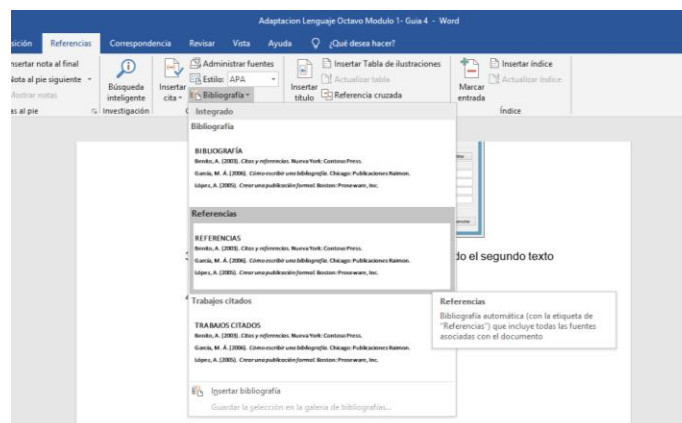 Adaptacion Lenguaje Octavo Modulo 1- Guia 4 - Word
sición Referencias Correspondencia Revisar Vista Ayuda ¿Qué desea hacer?
nsertar nota al final
Nota al pie siguiente
Mostrar notas
as al pie
Búsqueda inteligente
Investigación
Insertar cita
Administrar fuentes
Estilo: APA
Bibliografía
Insertar título
Insertar Tabla de ilustraciones
Actualizar tabla
Referencia cruzada
Marcar entrada
Insertar índice
Actualizar índice
Índice
Integrado
Bibliografía
BIBLIOGRAFÍA
Benito, A. (2003). Citas y referencias. Nueva York: Contoso Press.
García, M. Á. (2006). Cómo escribir una bibliografía. Chicago: Publicaciones Raimon.
López, A. (2005). Crear una publicación formal. Boston: Proseware, Inc.
Referencias
REFERENCIAS
Benito, A. (2003). Citas y referencias. Nueva York: Contoso Press.
García, M. Á. (2006). Cómo escribir una bibliografía. Chicago: Publicaciones Raimon.
López, A. (2005). Crear una publicación formal. Boston: Proseware, Inc.
do el segundo texto
Trabajos citados
TRABAJOS CITADOS
Benito, A. (2003). Citas y referencias. Nueva York: Contoso Press.
García, M. Á. (2006). Cómo escribir una bibliografía. Chicago: Publicaciones Raimon.
López, A. (2005). Crear una publicación formal. Boston: Proseware, Inc.
Referencias
Bibliografía automática (con la etiqueta de
"Referencias") que incluye todas las fuentes
asociadas con el documento
Insertar bibliografía
Guardar la selección en la galería de bibliografías...